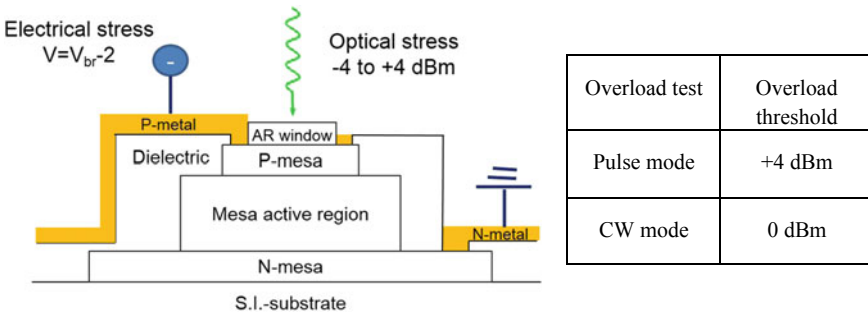 Electrical stress
V=Vbr-2
-
Optical stress
-4 to +4 dBm
P-metal
AR window
Dielectric
P-mesa
Mesa active region
N-metal
N-mesa
S.I.-substrate
Overload test
Overload
threshold
Pulse mode
+4 dBm
CW mode
0 dBm